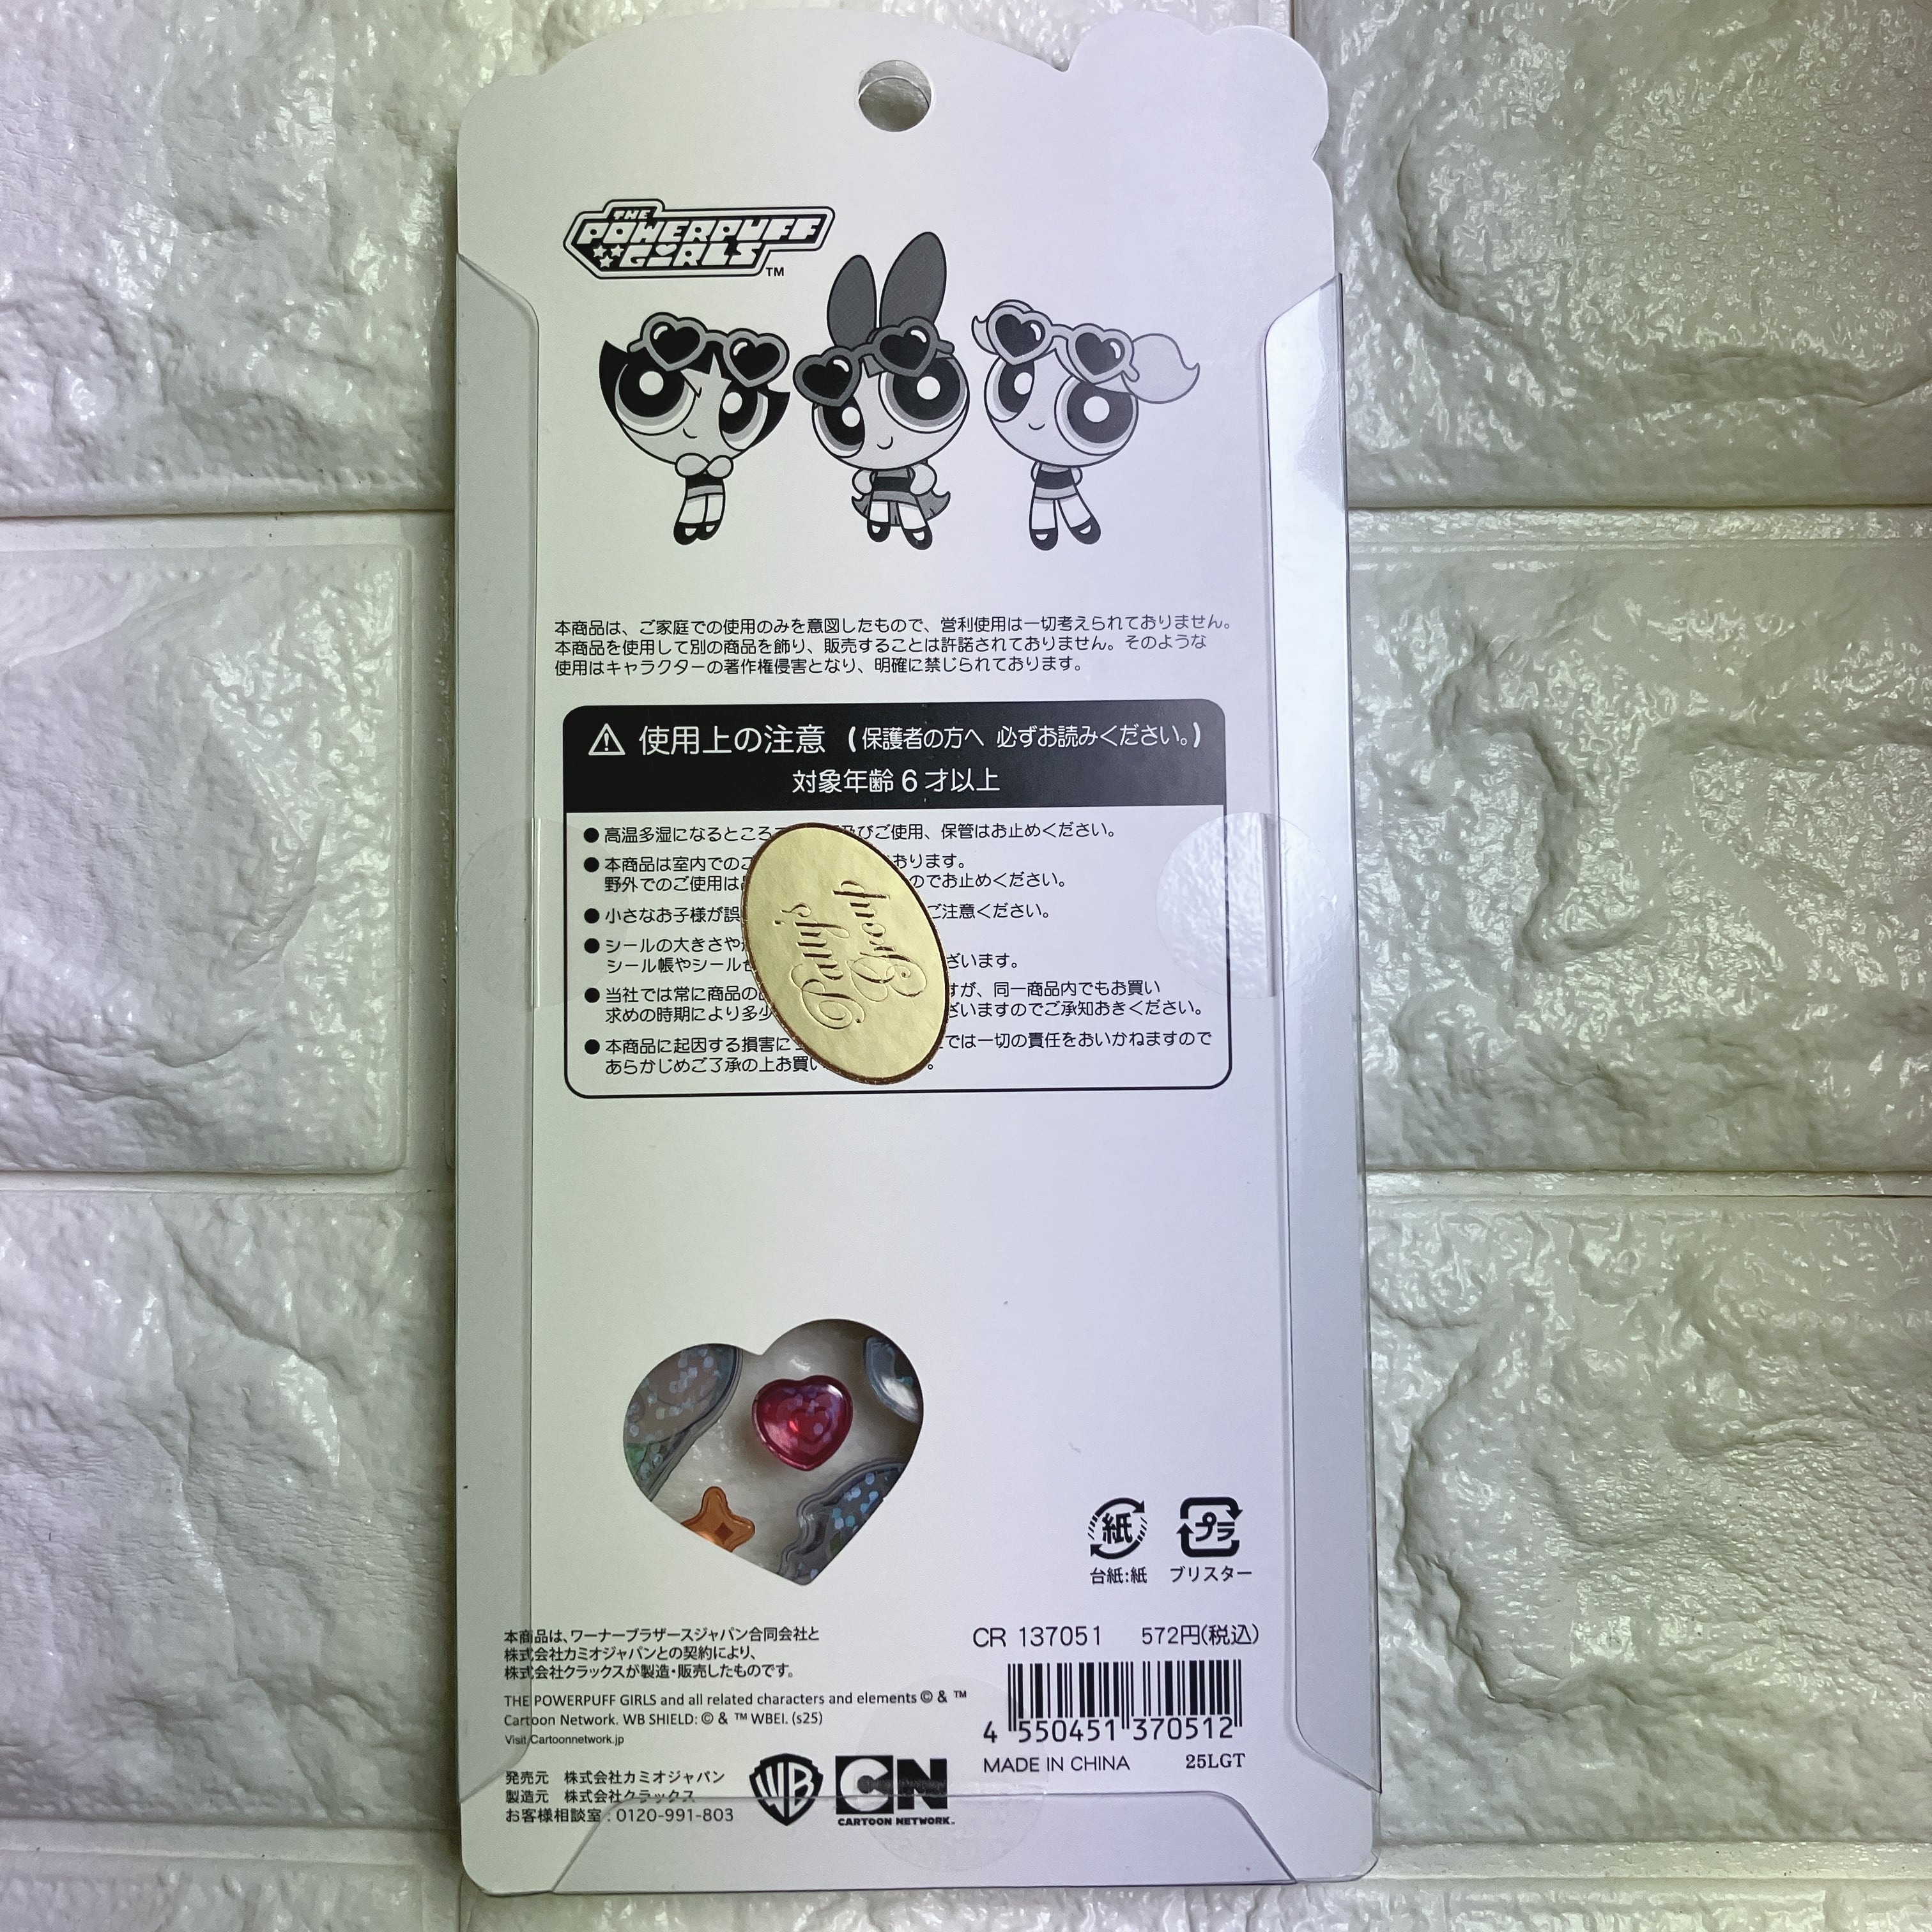 THE
POWERPUFF
GIRLS™
本商品は、ご家庭での使用のみを意図したもので、営利使用は一切考えられておりません。
本商品を使用して別の商品を飾り、販売することは許諾されておりません。そのような
使用はキャラクターの著作権侵害となり、明確に禁じられております。
使用上の注意 (保護者の方へ 必ずお読みください。)
対象年齢6才以上
●高温多湿になるところ 及びご使用、保管はお止めください。
●本商品は室内でのご おります。
野外でのご使用は のでお止めください。
●小さなお子様が誤 ご注意ください。
●シールの大きさや
シール帳やシール ざいます。
●当社では常に商品の すが、同一商品内でもお買い
求めの時期により多少 ざいますのでご承知おきください。
●本商品に起因する損害に では一切の責任をおいかねますので
あらかじめご了承の上お買い 。
Group
紙 プラ
台紙:紙 ブリスター
本商品は、ワーナーブラザースジャパン合同会社と
株式会社カミオジャパンとの契約により、
株式会社クラックスが製造・販売したものです。
THE POWERPUFF GIRLS and all related characters and elements © & ™
Cartoon Network. WB SHIELD: © & ™ WBEI. (s25)
Visit Cartoonnetwork.jp
発売元 株式会社カミオジャパン
製造元 株式会社クラックス
お客様相談室 : 0120-991-803
WB
CN
CARTOON NETWORK™
CR 137051 572円(税込)
4 550451 370512
MADE IN CHINA 25LGT